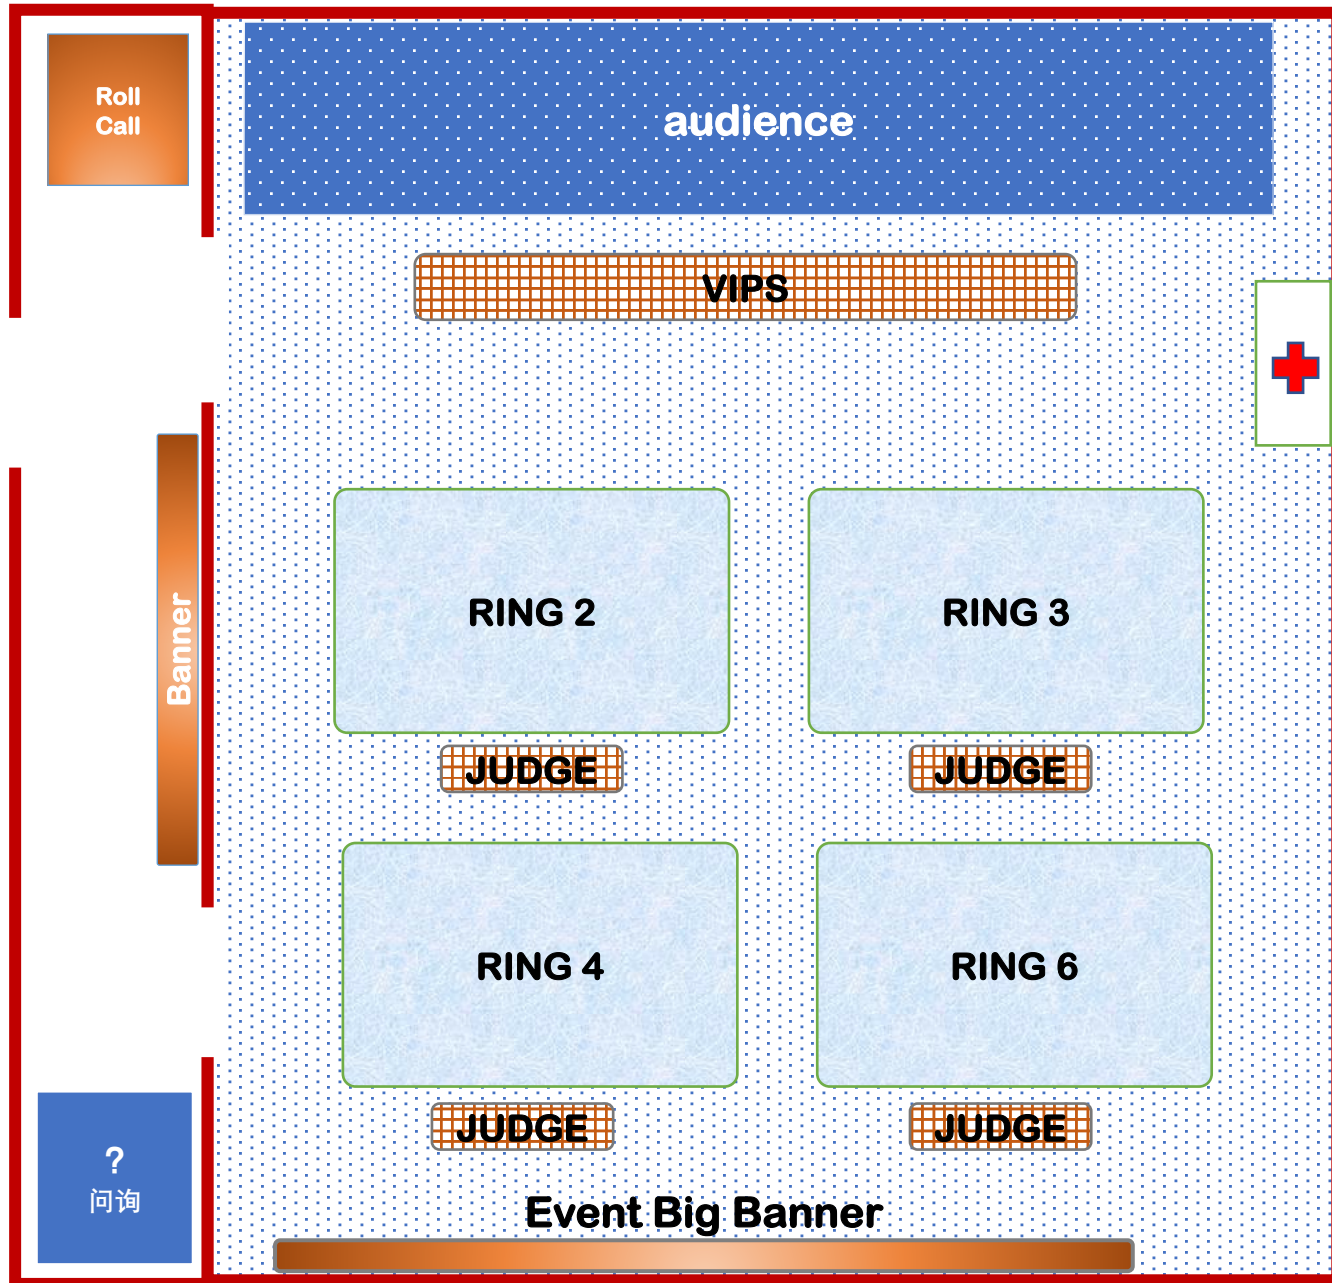 Roll
Call
audience
VIPS
Banner
RING 2
RING 3
JUDGE
JUDGE
RING 4
RING 6
JUDGE
JUDGE
?
问询
Event Big Banner